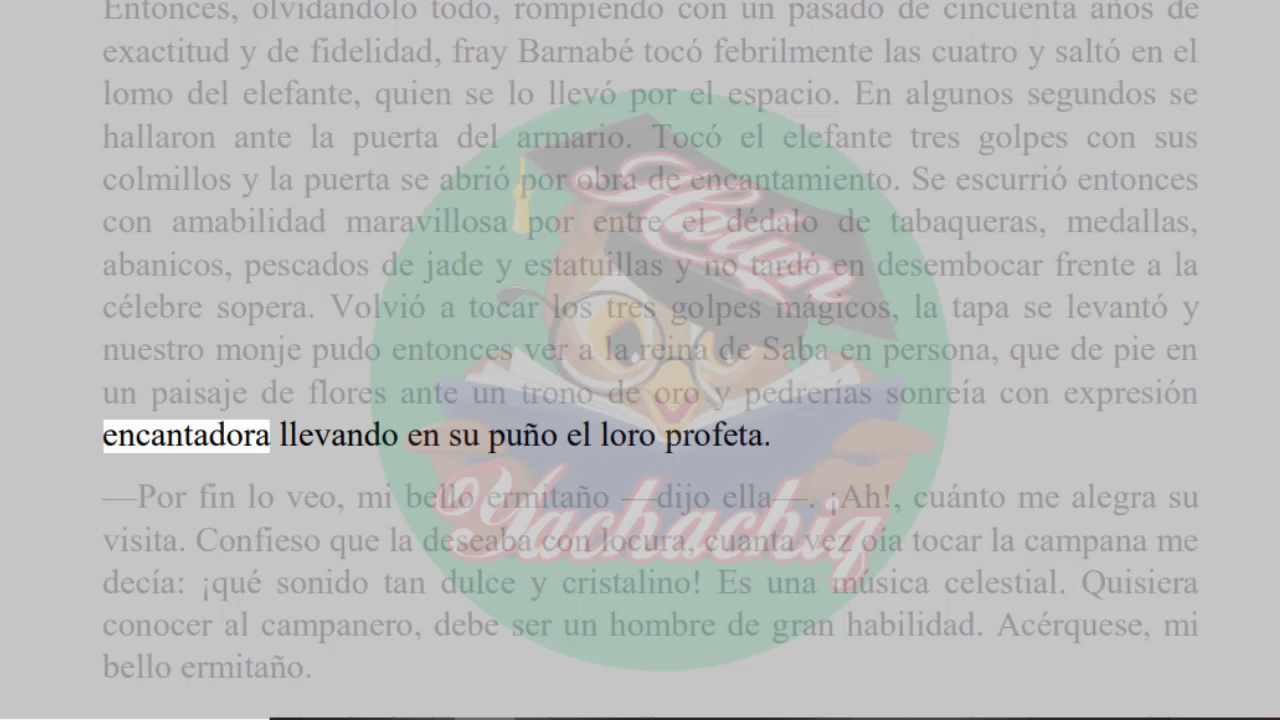 Entonces, olvidándolo todo, rompiendo con un pasado de cincuenta años de
exactitud y de fidelidad, fray Barnabé tocó febrilmente las cuatro y saltó en el
lomo del elefante, quien se lo llevó por el espacio. En algunos segundos se
hallaron ante la puerta del armario. Tocó el elefante tres golpes con sus
colmillos y la puerta se abrió por obra de encantamiento. Se escurrió entonces
con amabilidad maravillosa por entre el dédalo de tabaqueras, medallas,
abanicos, pescados de jade y estatuillas y no tardó en desembocar frente a la
célebre sopera. Volvió a tocar los tres golpes mágicos, la tapa se levantó y
nuestro monje pudo entonces ver a la reina de Saba en persona, que de pie en
un paisaje de flores ante un trono de oro y pedrerías sonreía con expresión
encantadora llevando en su puño el loro profeta.
—Por fin lo veo, mi bello ermitaño —dijo ella—. ¡Ah!, cuánto me alegra su
visita. Confieso que la deseaba con locura, cuanta vez oía tocar la campana me
decía: ¡qué sonido tan dulce y cristalino! Es una música celestial. Quisiera
conocer al campanero, debe ser un hombre de gran habilidad. Acérquese, mi
bello ermitaño.
Yachachiq